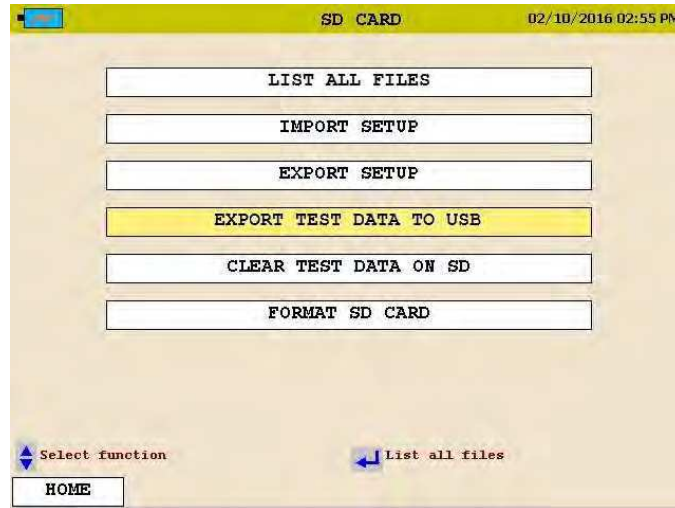 SD CARD 02/10/2016 02:55 PM
LIST ALL FILES
IMPORT SETUP
EXPORT SETUP
EXPORT TEST DATA TO USB
CLEAR TEST DATA ON SD
FORMAT SD CARD
Select function List all files
HOME